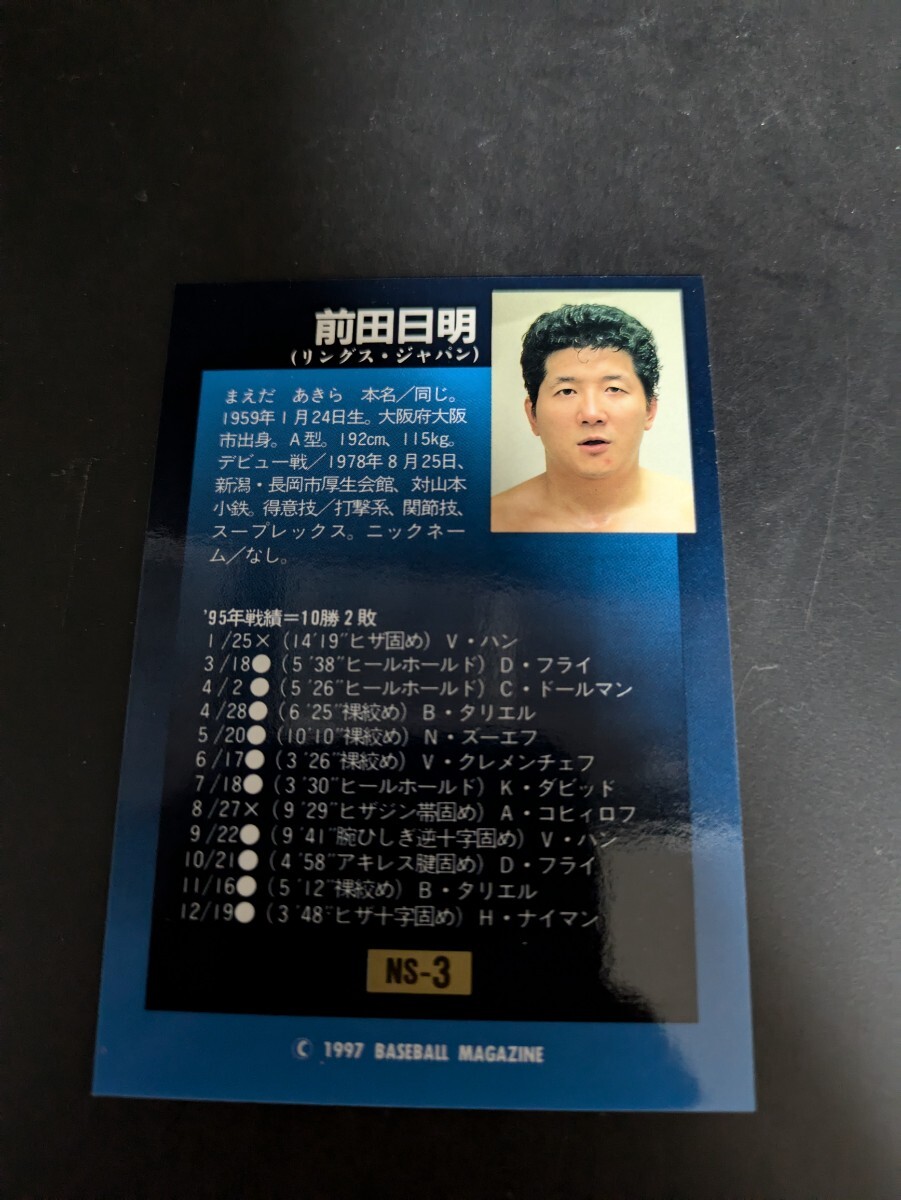 前田日明
(リングス・ジャパン)
まえだ あきら 本名/同じ。
1959年1月24日生。大阪府大阪
市出身。A型。192cm、115kg。
デビュー戦/1978年8月25日、
新潟・長岡市厚生会館、対山本
小鉄。得意技/打撃系、関節技、
スープレックス。ニックネー
ム/なし。
'95年戦績=10勝2敗
1/25× (14'19"ヒザ固め) V・ハン
3/18● (5'38"ヒールホールド) D・フライ
4/2● (5'26"ヒールホールド) C・ドールマン
4/28● (6'25"裸絞め) B・タリエル
5/20● (10'10"裸絞め) N・ズーエフ
6/17● (3'26"裸絞め) V・クレメンチェフ
7/18● (3'30"ヒールホールド) K・ダビッド
8/27× (9'29"ヒザジン帯固め) A・コヒィロフ
9/22● (9'41"腕ひしぎ逆十字固め) V・ハン
10/21● (4'58"アキレス腱固め) D・フライ
11/16● (5'12"裸絞め) B・タリエル
12/19● (3'48"ヒザ十字固め) H・ナイマン
NS-3
© 1997 BASEBALL MAGAZINE